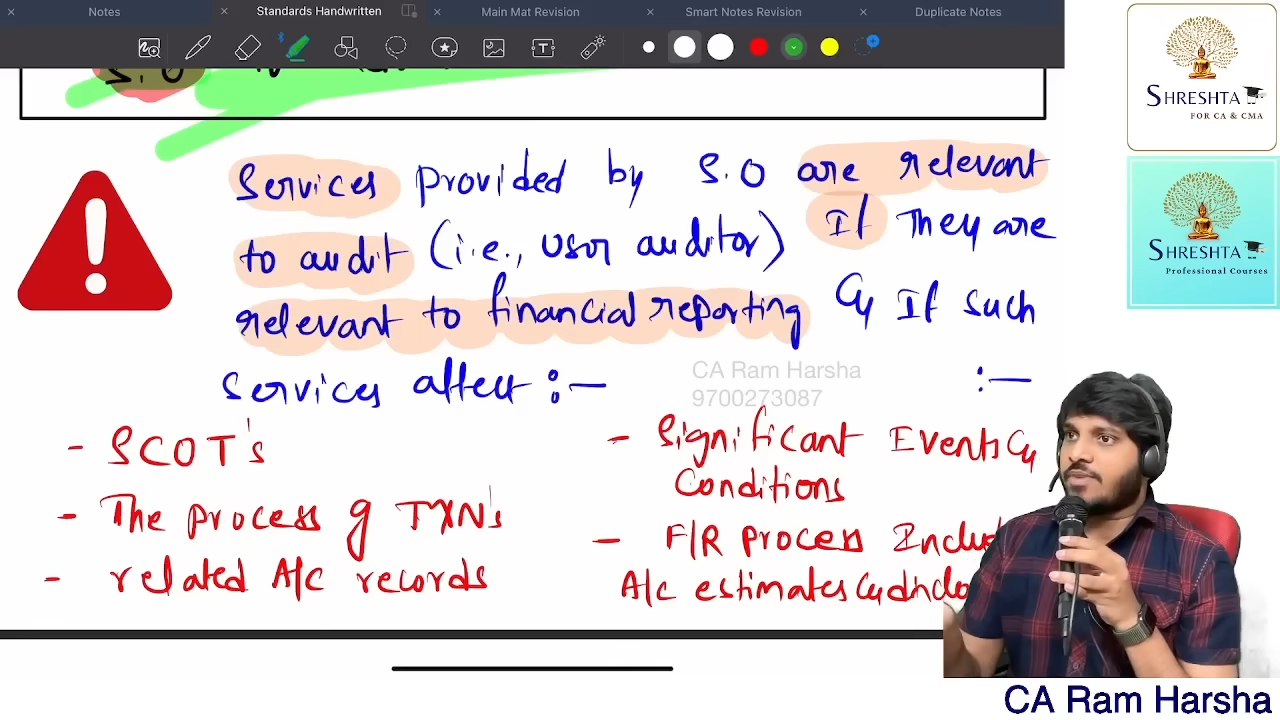 Notes
Standards Handwritten
Main Mat Revision
Smart Notes Revision
Duplicate Notes
S.O
Services provided by S.O are relevant
to audit (i.e., user auditor) If They are
relevant to financial reporting & If such
services affect :—
:—
- SCOT's
- The process of TXN's
- related A/c records
- Significant Events &
Conditions
- F/R process Includ
A/c estimates & disclo
CA Ram Harsha
9700273087
SHRESHTA
FOR CA & CMA
SHRESHTA
Professional Courses
CA Ram Harsha